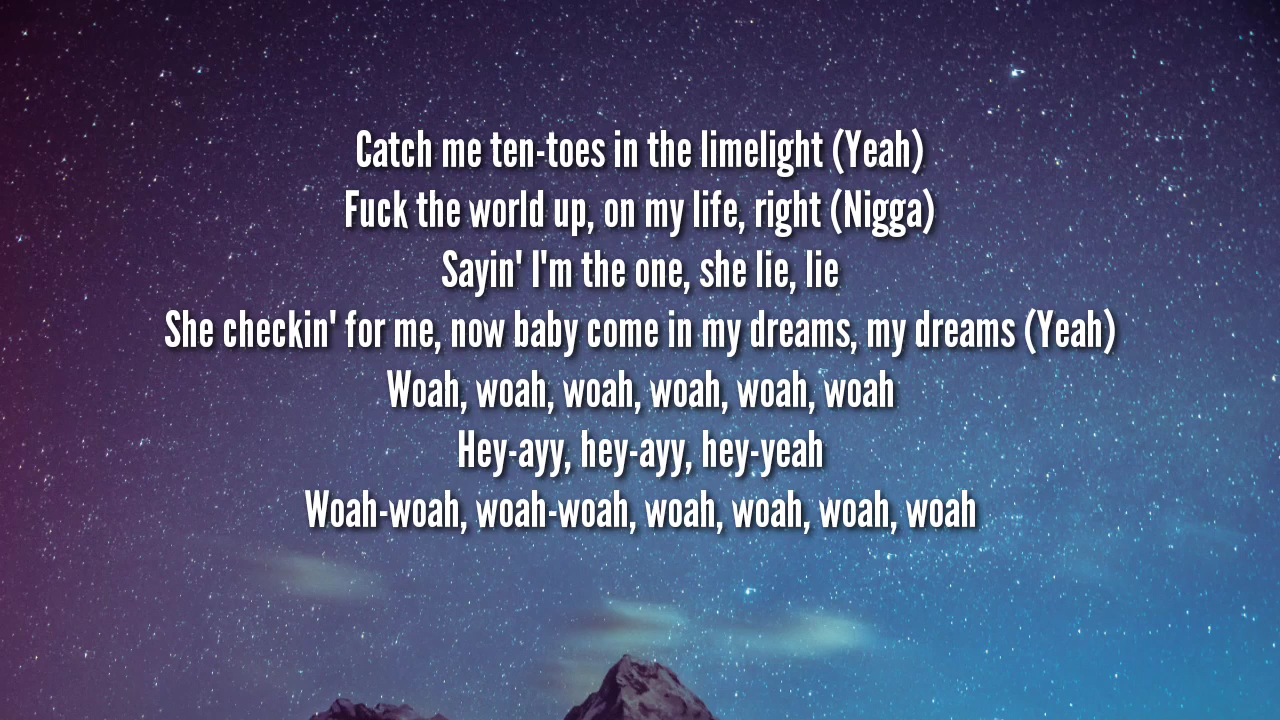 Catch me ten-toes in the limelight (Yeah)
Fuck the world up, on my life, right (Nigga)
Sayin' I'm the one, she lie, lie
She checkin' for me, now baby come in my dreams, my dreams (Yeah)
Woah, woah, woah, woah, woah, woah
Hey-ayy, hey-ayy, hey-yeah
Woah-woah, woah-woah, woah, woah, woah, woah